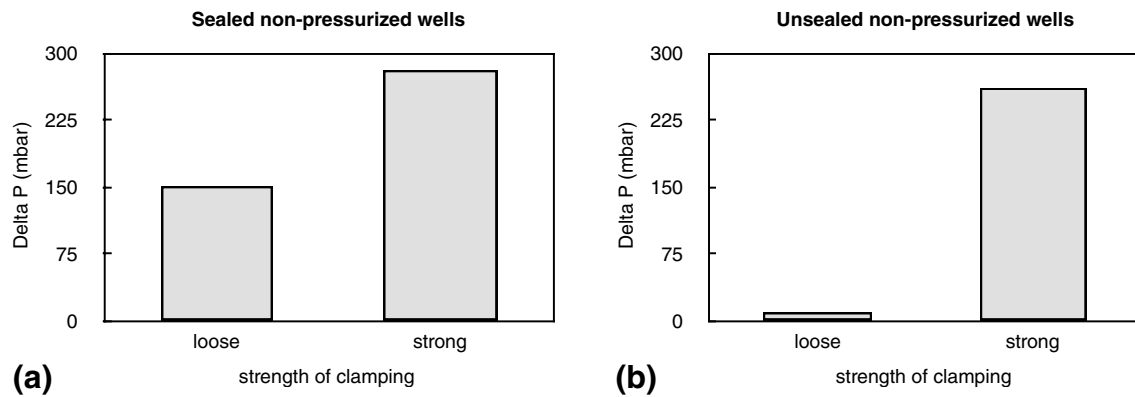 Sealed non-pressurized wells
300
225
150
75
0
Delta P (mbar)
loose strong
strength of clamping
(a)
Unsealed non-pressurized wells
300
225
150
75
0
Delta P (mbar)
loose strong
strength of clamping
(b)